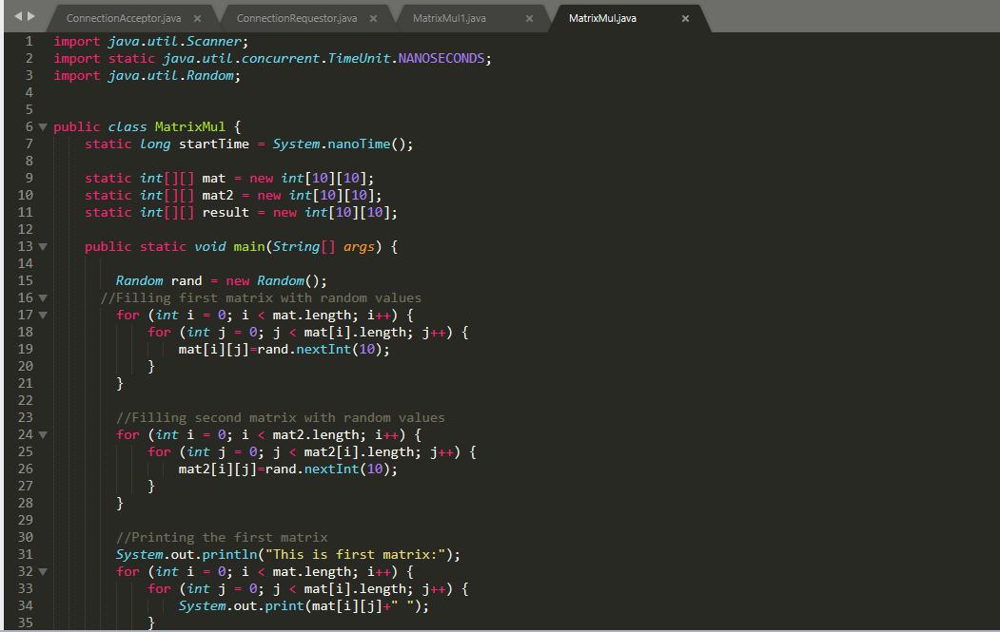 ConnectionAcceptor.java × ConnectionRequestor.java × MatrixMul1.java × MatrixMul.java ×
1 import java.util.Scanner;
2 import static java.util.concurrent.TimeUnit.NANOSECONDS;
3 import java.util.Random;
4
5
6 public class MatrixMul {
7     static long startTime = System.nanoTime();
8
9     static int[][] mat = new int[10][10];
10     static int[][] mat2 = new int[10][10];
11     static int[][] result = new int[10][10];
12
13     public static void main(String[] args) {
14
15         Random rand = new Random();
16       //Filling first matrix with random values
17         for (int i = 0; i < mat.length; i++) {
18             for (int j = 0; j < mat[i].length; j++) {
19                 mat[i][j]=rand.nextInt(10);
20             }
21         }
22
23         //Filling second matrix with random values
24         for (int i = 0; i < mat2.length; i++) {
25             for (int j = 0; j < mat2[i].length; j++) {
26                 mat2[i][j]=rand.nextInt(10);
27             }
28         }
29
30         //Printing the first matrix
31         System.out.println("This is first matrix:");
32         for (int i = 0; i < mat.length; i++) {
33             for (int j = 0; j < mat[i].length; j++) {
34                 System.out.print(mat[i][j]+" ");
35             }